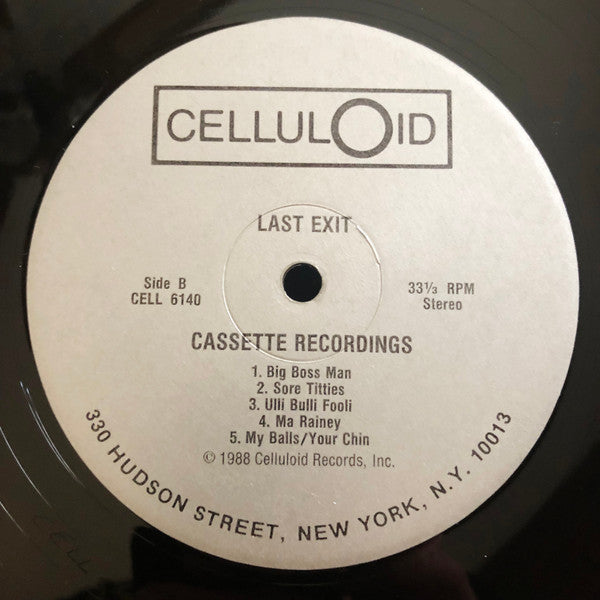 CELLULOID
LAST EXIT
Side B
CELL 6140
33⅓ RPM
Stereo
CASSETTE RECORDINGS
1. Big Boss Man
2. Sore Titties
3. Ulli Bulli Fooli
4. Ma Rainey
5. My Balls/Your Chin
© 1988 Celluloid Records, Inc.
330 HUDSON STREET, NEW YORK, N.Y. 10013
CELL